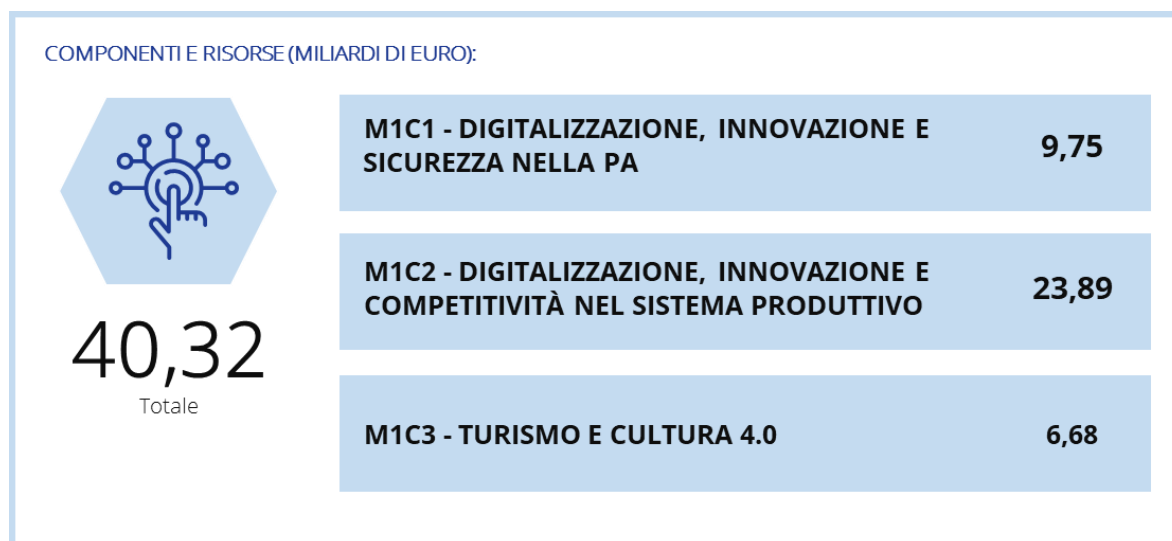 COMPONENTI E RISORSE (MILIARDI DI EURO):
M1C1 - DIGITALIZZAZIONE, INNOVAZIONE E
SICUREZZA NELLA PA
9,75
M1C2 - DIGITALIZZAZIONE, INNOVAZIONE E
COMPETITIVITÀ NEL SISTEMA PRODUTTIVO
23,89
40,32
Totale
M1C3 - TURISMO E CULTURA 4.0
6,68